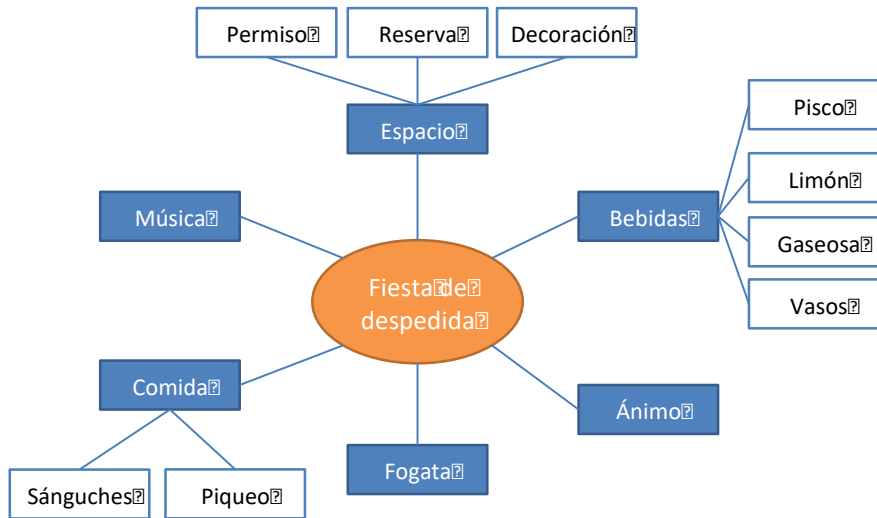 Permiso
Reserva
Decoración
Espacio
Pisco
Limón
Gaseosa
Vasos
Bebidas
Música
Fiesta de
despedida
Comida
Ánimo
Fogata
Sánguches
Piqueo